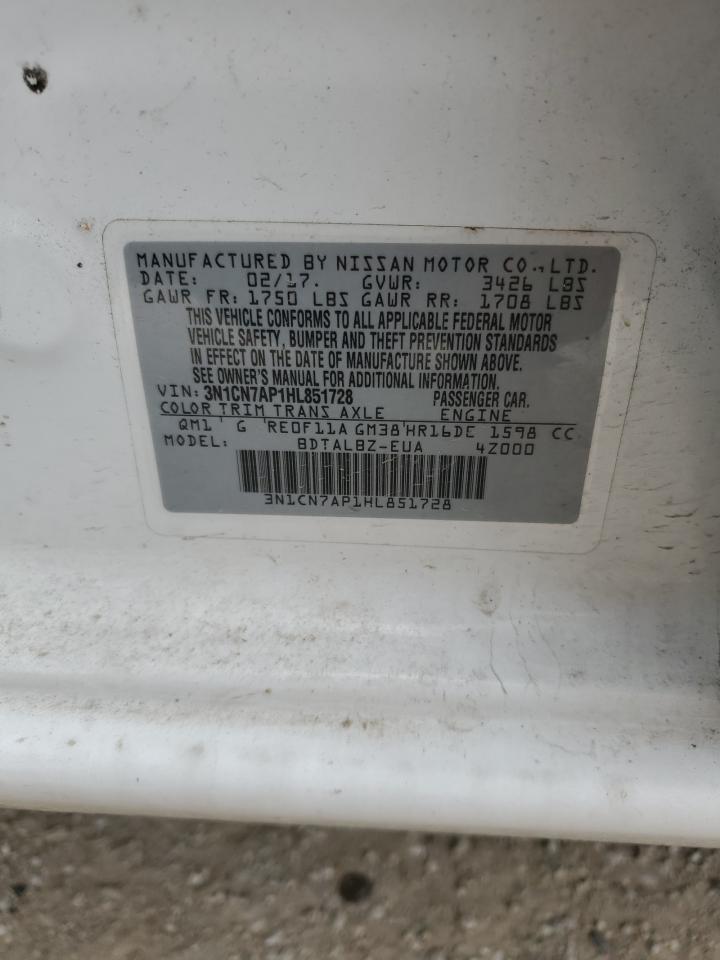 MANUFACTURED BY NISSAN MOTOR CO.,LTD.
DATE: 02/17. GVWR: 3426 LBS
GAWR FR: 1750 LBS GAWR RR: 1708 LBS
THIS VEHICLE CONFORMS TO ALL APPLICABLE FEDERAL MOTOR
VEHICLE SAFETY, BUMPER AND THEFT PREVENTION STANDARDS
IN EFFECT ON THE DATE OF MANUFACTURE SHOWN ABOVE.
SEE OWNER'S MANUAL FOR ADDITIONAL INFORMATION.
VIN: 3N1CN7AP1HL851728 PASSENGER CAR.
COLOR TRIM TRANS AXLE ENGINE
QM1' G 'RE0F11A GM38'HR16DE 1598 CC
MODEL: BDTALBZ-EUA 4Z000
3N1CN7AP1HL851728